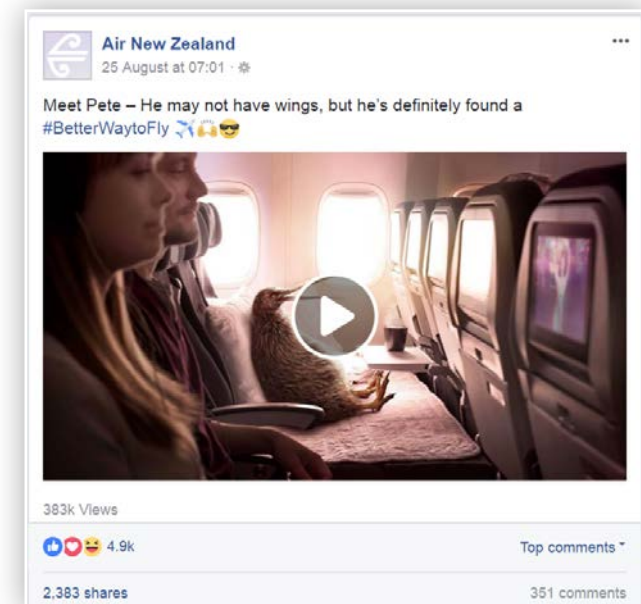 Air New Zealand
25 August at 07:01 ·
Meet Pete – He may not have wings, but he's definitely found a
#BetterWaytoFly ✈️🙌😎
383k Views
4.9k
Top comments
2,383 shares
351 comments